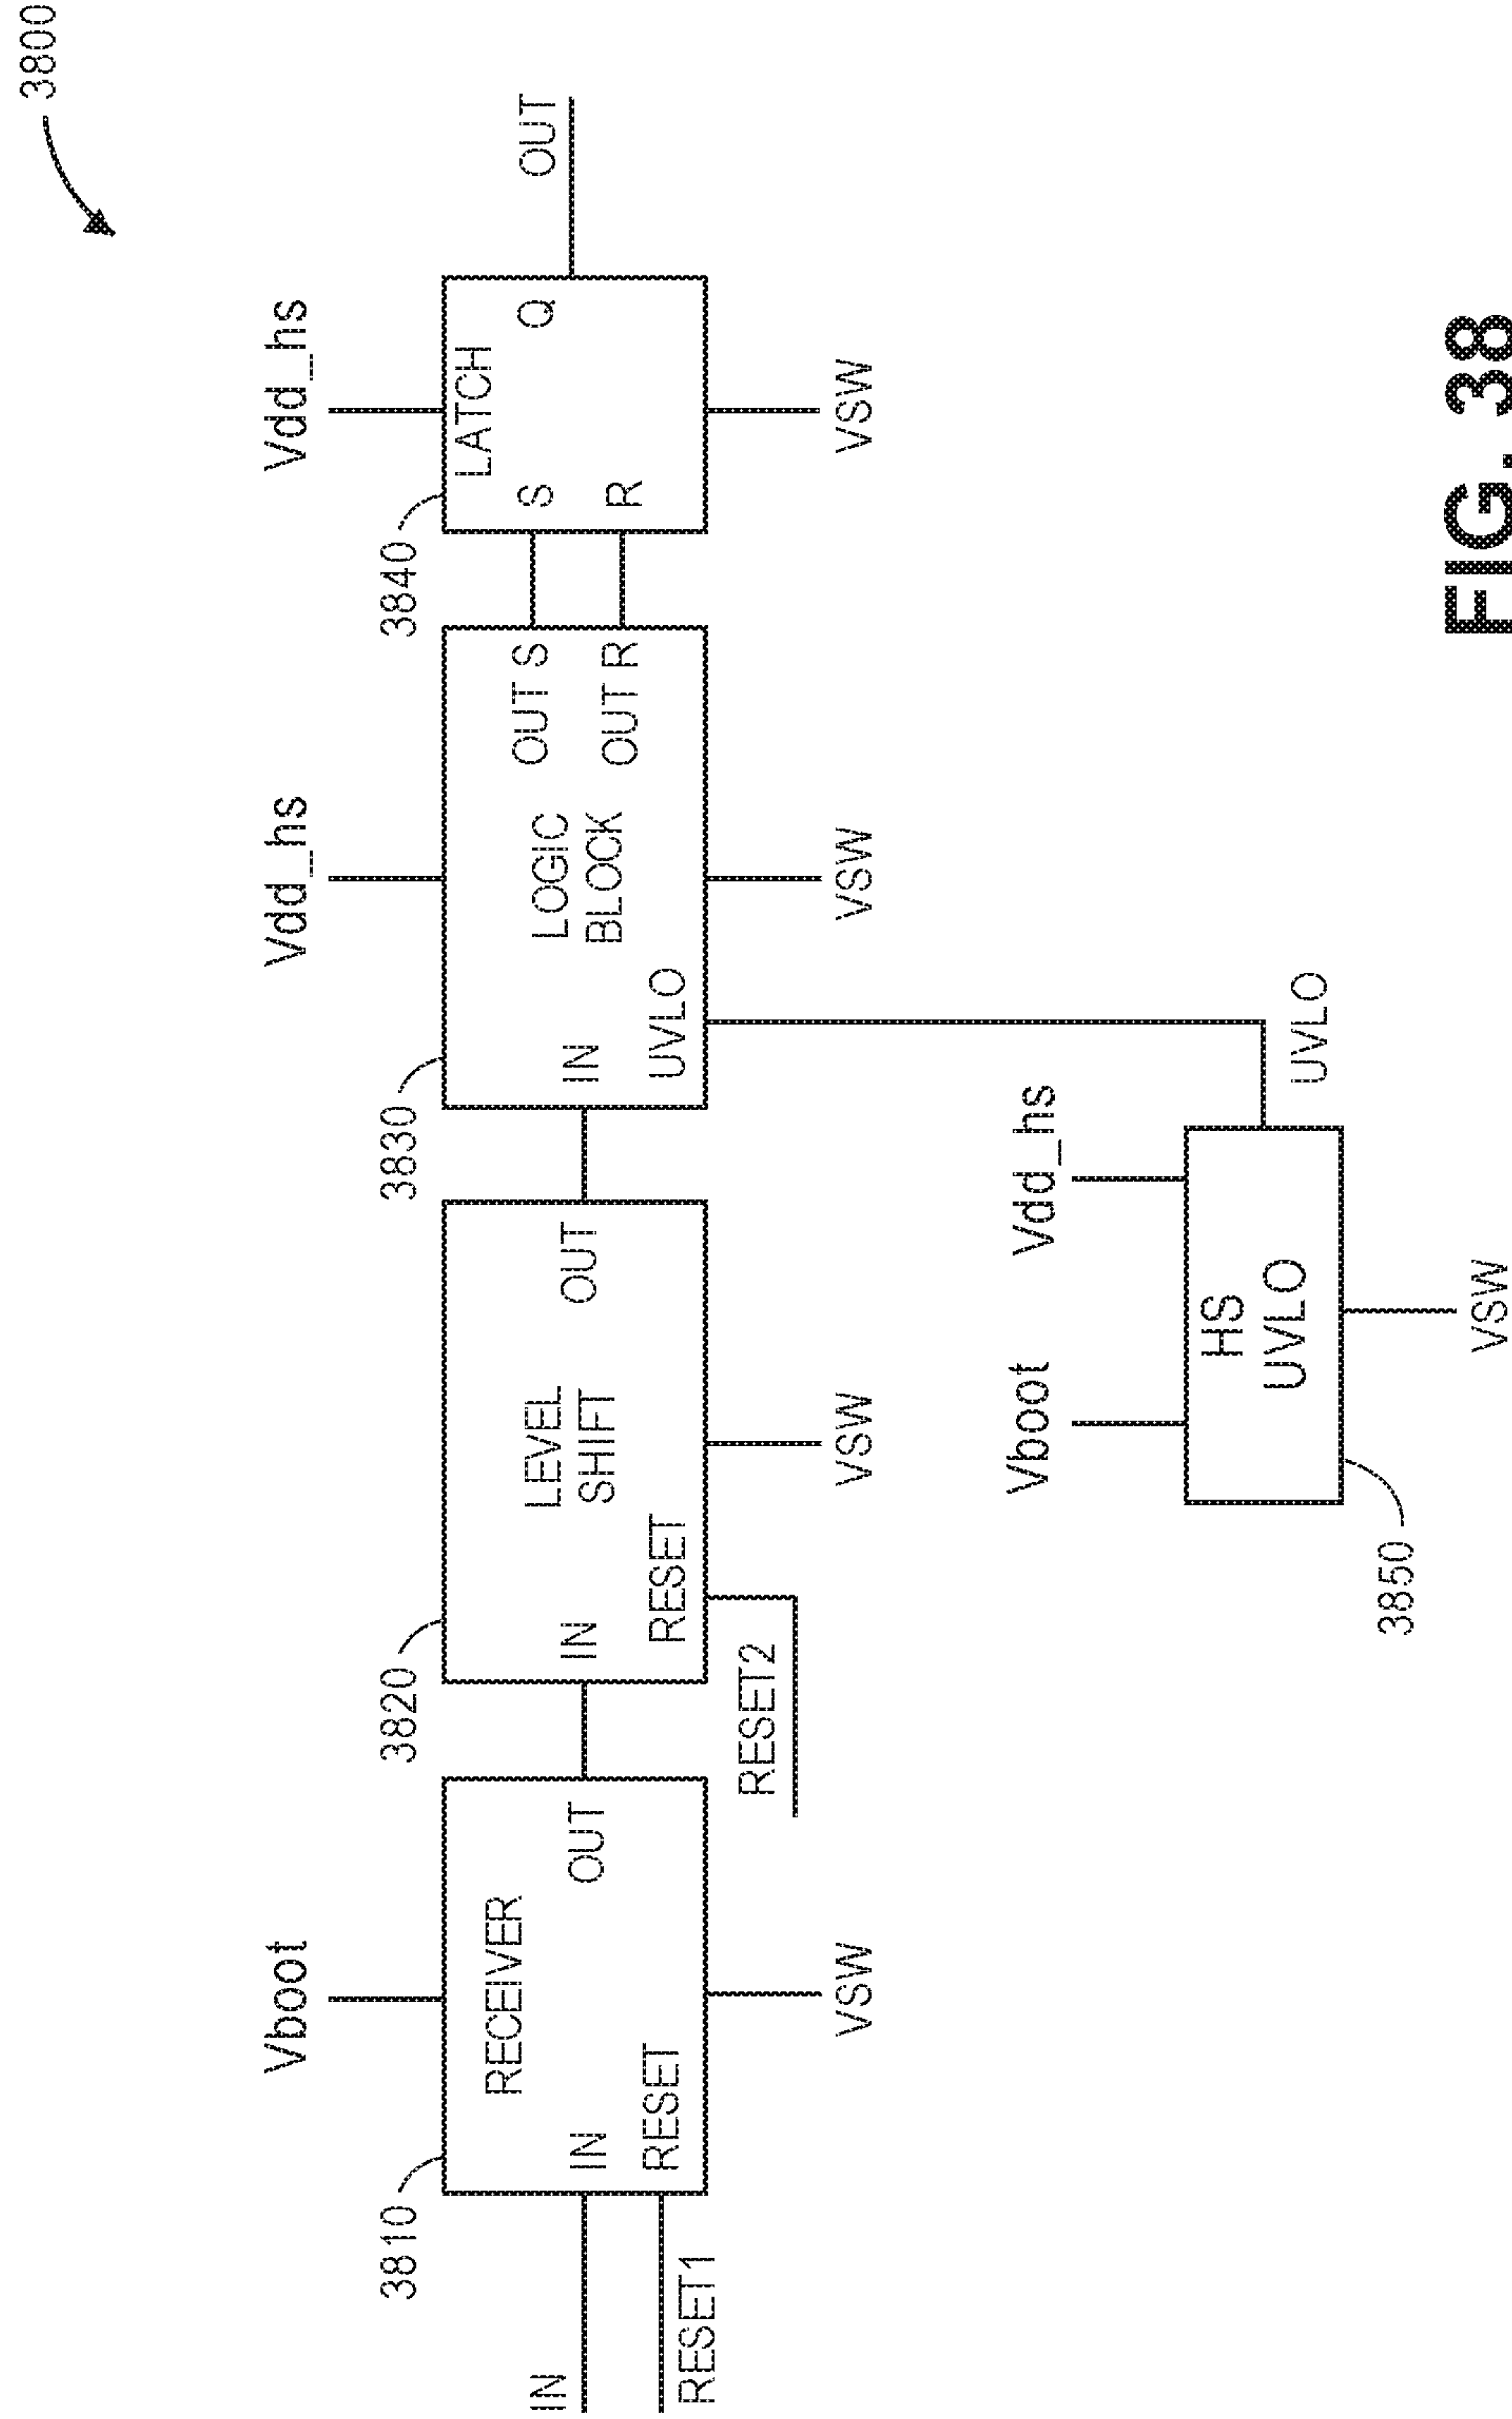 3800
Vboot
Vdd_hs
Vdd_hs
3810
3820
3830
3840
RECEIVER
IN
OUT
RESET
LEVEL
SHIFT
IN
OUT
RESET
LOGIC
BLOCK
IN
OUT S
OUT R
UVLO
LATCH
S
Q
R
IN
RESET1
RESET2
OUT
VSW
VSW
VSW
VSW
Vboot
Vdd_hs
HS
UVLO
UVLO
3850
VSW
FIG. 38